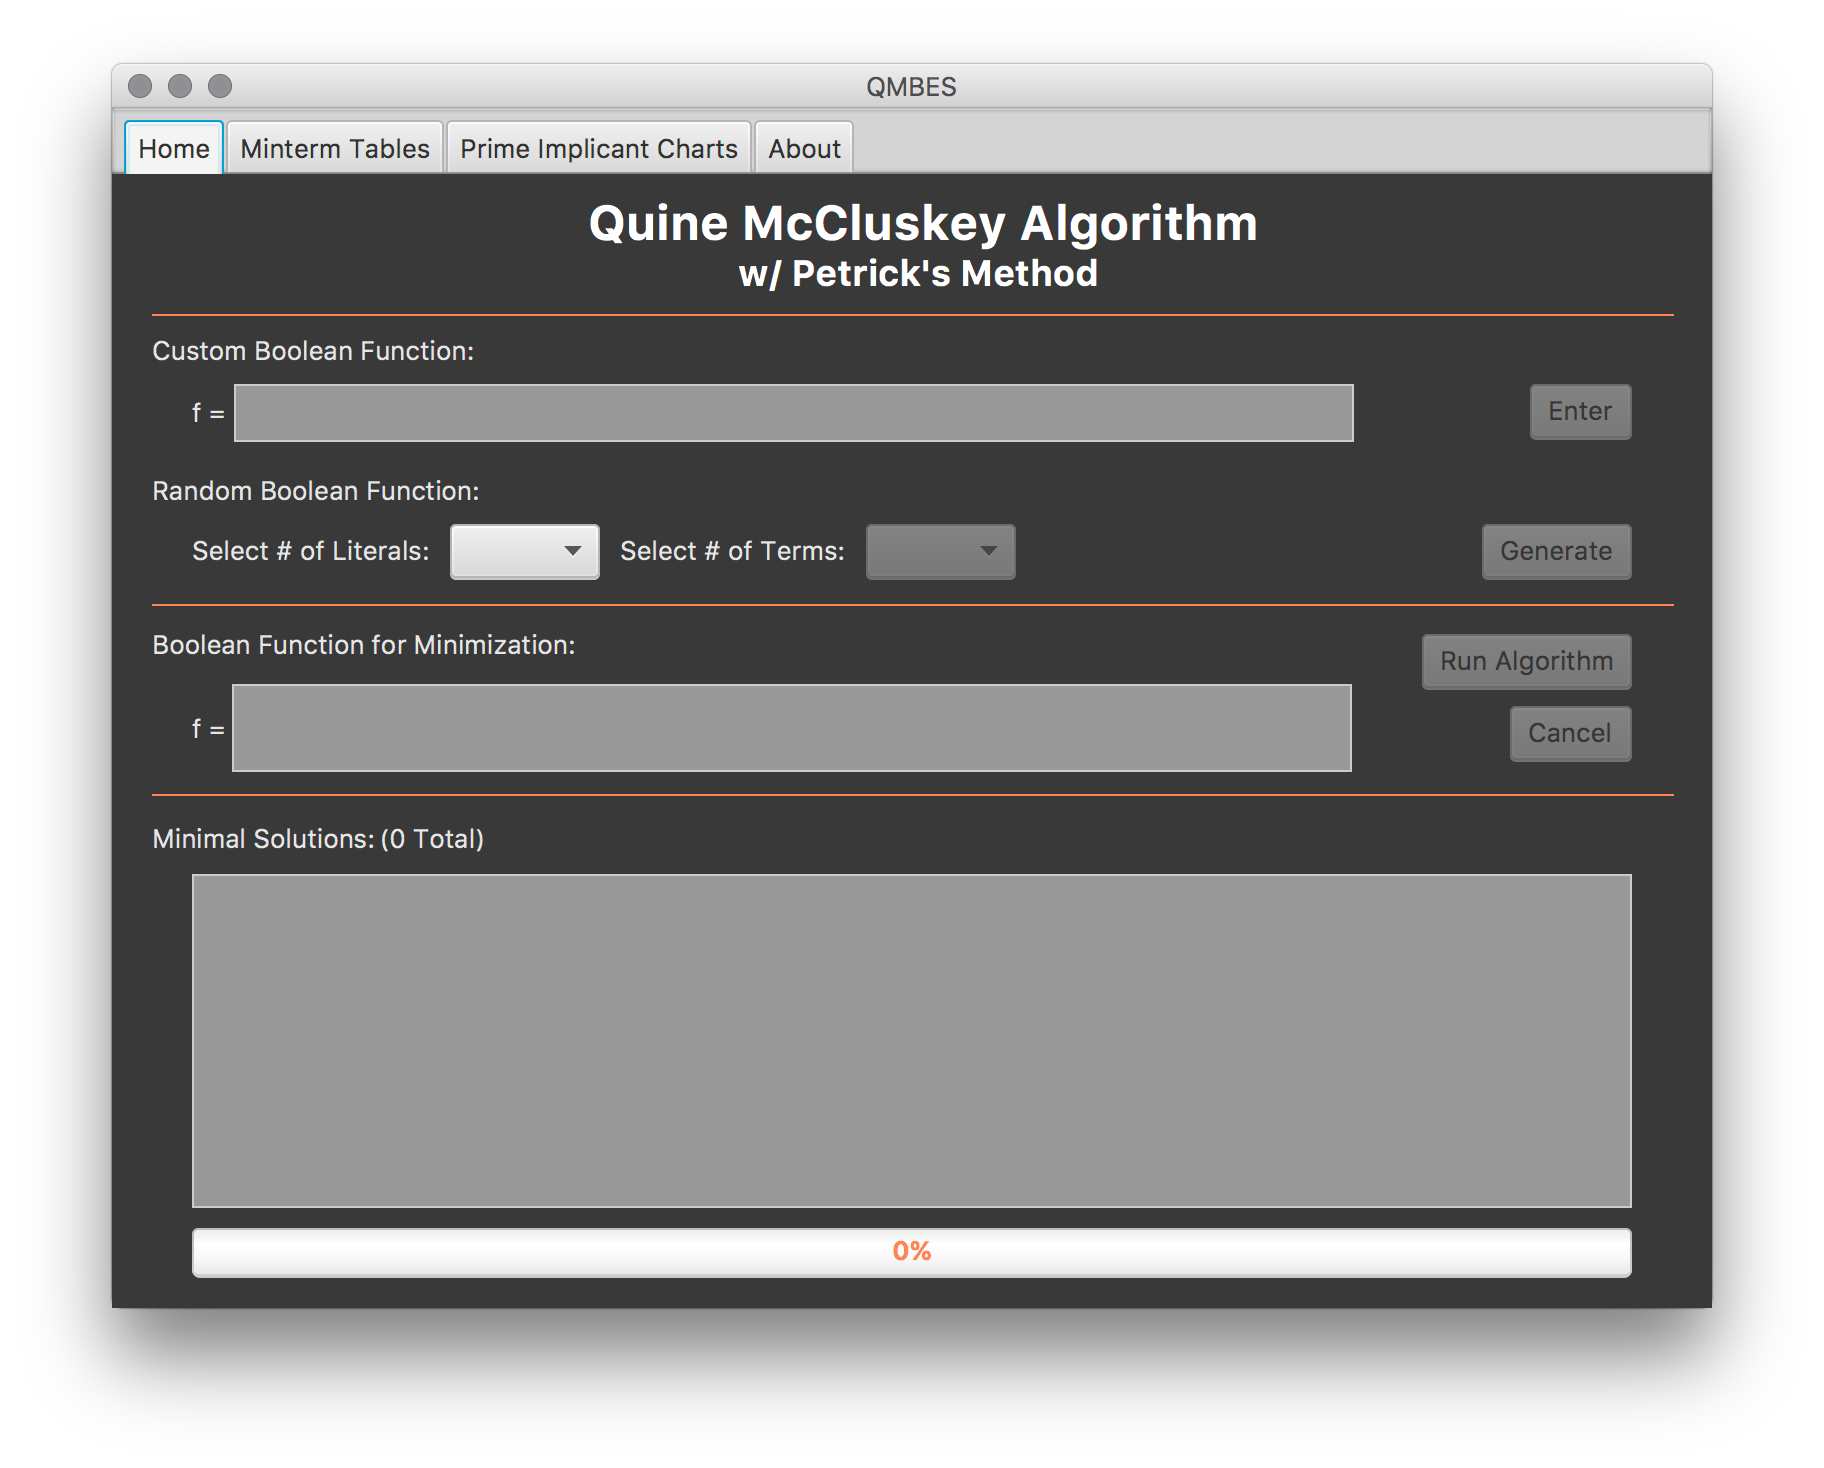 QMBES
Home Minterm Tables Prime Implicant Charts About
Quine McCluskey Algorithm
w/ Petrick's Method
Custom Boolean Function:
f = Enter
Random Boolean Function:
Select # of Literals: Select # of Terms: Generate
Boolean Function for Minimization:
Run Algorithm
f = Cancel
Minimal Solutions: (0 Total)
0%